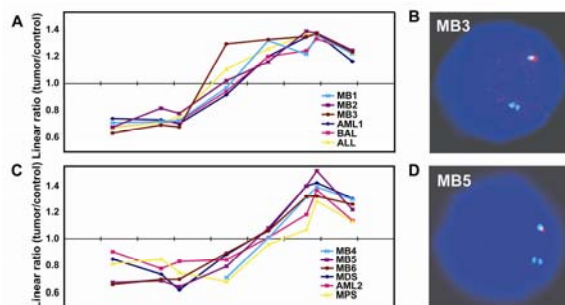 A
Linear ratio (tumor/control)
1.4
1.2
1.0
0.8
0.6
MB1
MB2
MB3
AML1
BAL
ALL
B
MB3
C
Linear ratio (tumor/control)
1.4
1.2
1.0
0.8
0.6
MB4
MB5
MB6
MDS
AML2
MPS
D
MB5